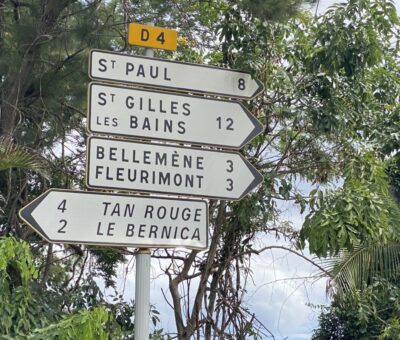 D 4
ST PAUL 8
ST GILLES
LES BAINS 12
BELLEMÈNE 3
FLEURIMONT 3
4 TAN ROUGE
2 LE BERNICA